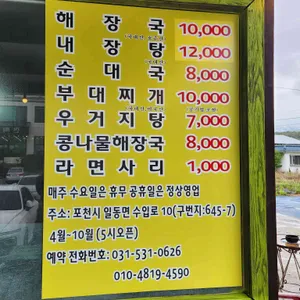 해장국 10,000
내장탕 12,000
순대국 8,000
부대찌개 10,000
우거지탕 7,000
콩나물해장국 8,000
라면사리 1,000
매주 수요일은 휴무 공휴일은 정상영업
주소: 포천시 일동면 수입로 10(구번지:645-7)
4월~10월 (5시오픈)
예약 전화번호: 031-531-0626
010-4819-4590